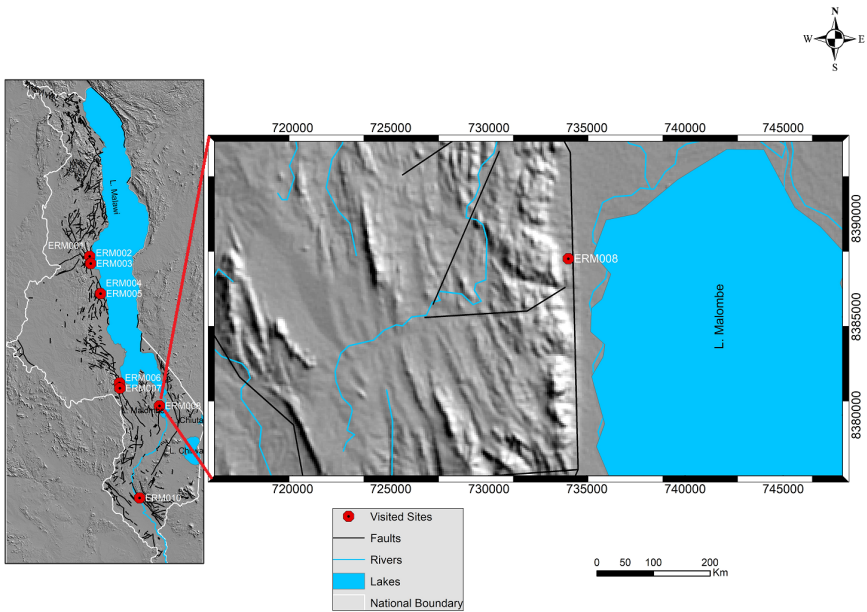 N
W E
S
720000 725000 730000 735000 740000 745000
L. Malawi
ERM001
ERM002
ERM003
ERM004
ERM005
ERM006
ERM007
ERM008
L. Malombe
Chiuta
L. Chilwa
ERM010
ERM008
L. Malombe
8390000
8385000
8380000
720000 725000 730000 735000 740000 745000
Visited Sites
Faults
Rivers
Lakes
National Boundary
0 50 100 200
Km